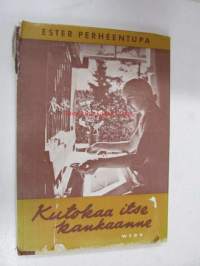 ESTER PERHEENTUPA
Kutokaa itse
kankaanne
WSOY